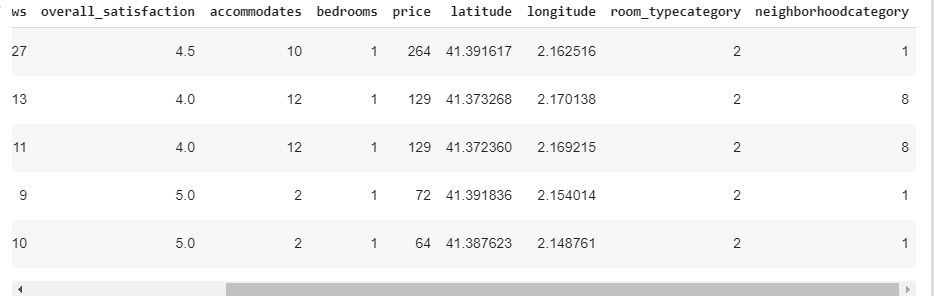 ws overall_satisfaction accommodates bedrooms price latitude longitude room_typecategory neighborhoodcategory
27 4.5 10 1 264 41.391617 2.162516 2 1
13 4.0 12 1 129 41.373268 2.170138 2 8
11 4.0 12 1 129 41.372360 2.169215 2 8
9 5.0 2 1 72 41.391836 2.154014 2 1
10 5.0 2 1 64 41.387623 2.148761 2 1